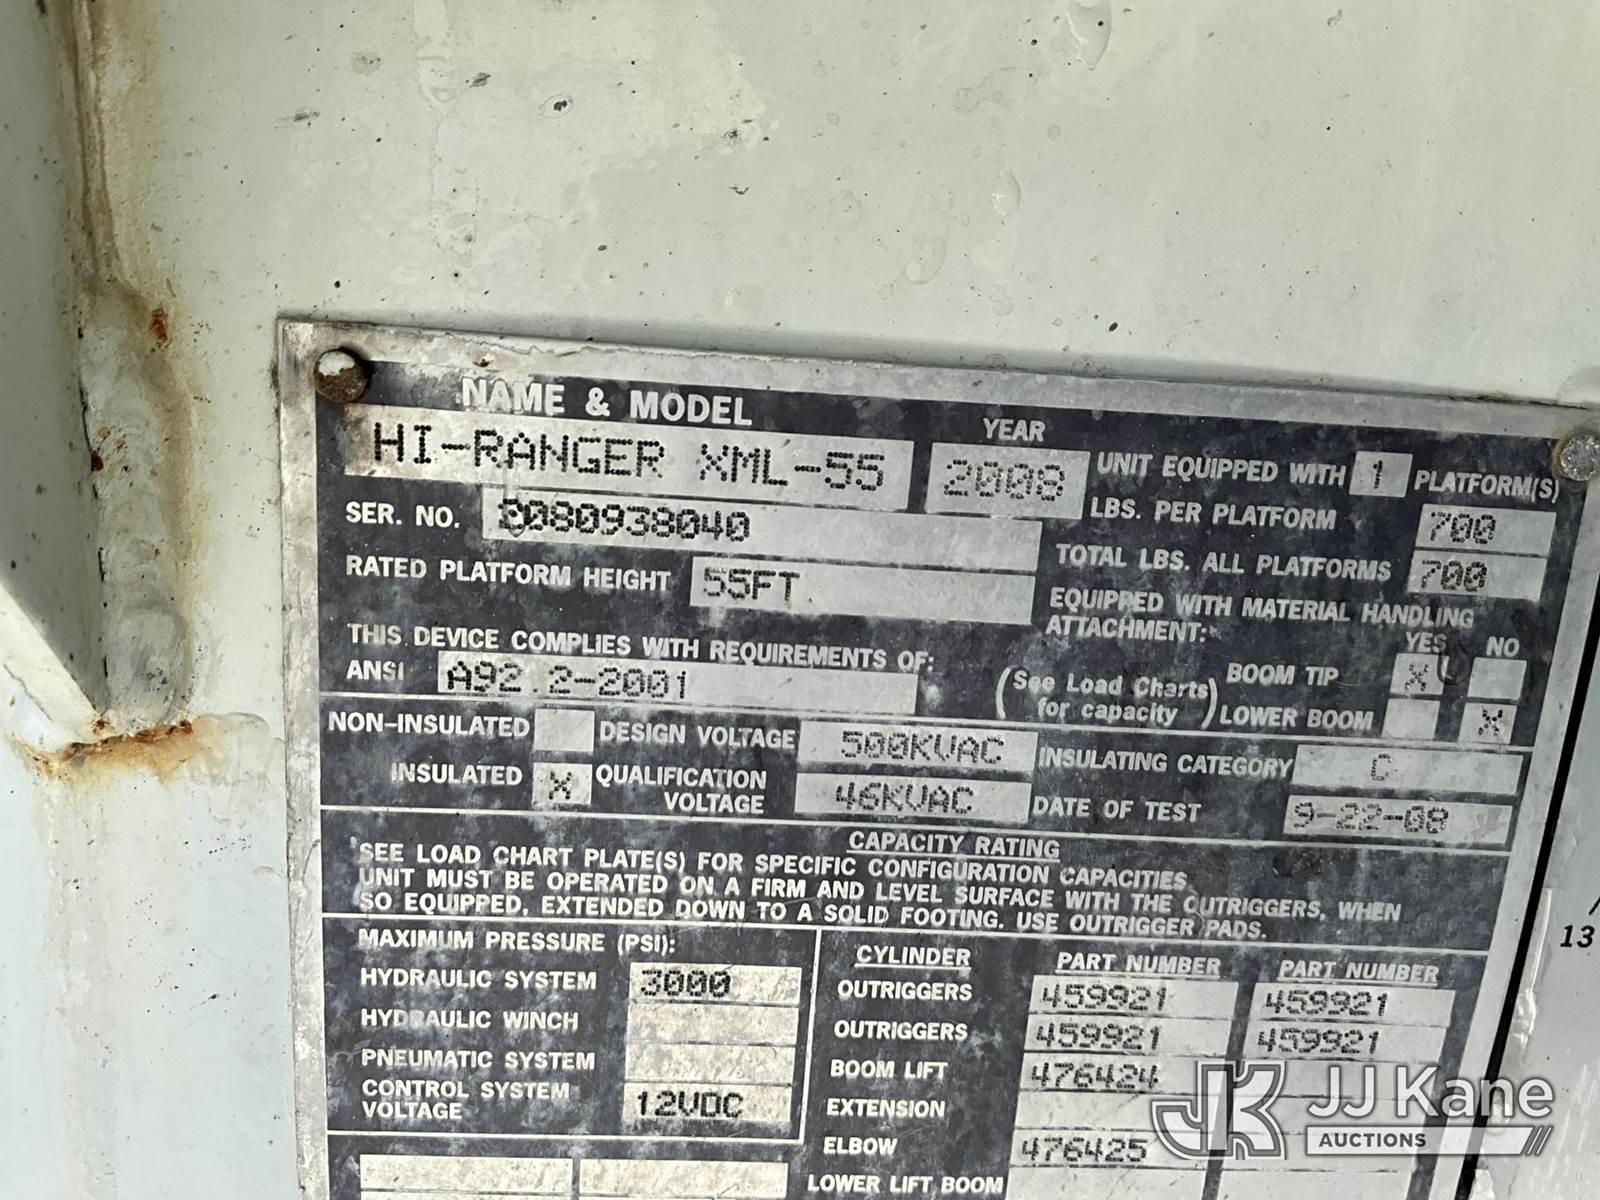 NAME & MODEL
HI-RANGER XML-55
YEAR
2008
UNIT EQUIPPED WITH 1 PLATFORM(S)
SER. NO. 2080938040
LBS. PER PLATFORM 700
TOTAL LBS. ALL PLATFORMS 700
RATED PLATFORM HEIGHT 55FT
EQUIPPED WITH MATERIAL HANDLING
ATTACHMENT: YES NO
THIS DEVICE COMPLIES WITH REQUIREMENTS OF:
ANSI A92.2-2001
(See Load Charts
for capacity)
BOOM TIP X
LOWER BOOM X
NON-INSULATED
DESIGN VOLTAGE 500KVAC
INSULATING CATEGORY C
INSULATED X
QUALIFICATION
VOLTAGE 46KVAC
DATE OF TEST 9-22-08
CAPACITY RATING
SEE LOAD CHART PLATE(S) FOR SPECIFIC CONFIGURATION CAPACITIES.
UNIT MUST BE OPERATED ON A FIRM AND LEVEL SURFACE WITH THE OUTRIGGERS, WHEN
SO EQUIPPED, EXTENDED DOWN TO A SOLID FOOTING. USE OUTRIGGER PADS.
MAXIMUM PRESSURE (PSI):
HYDRAULIC SYSTEM 3000
HYDRAULIC WINCH
PNEUMATIC SYSTEM
CONTROL SYSTEM
VOLTAGE 12VDC
CYLINDER PART NUMBER PART NUMBER
OUTRIGGERS 459921 459921
OUTRIGGERS 459921 459921
BOOM LIFT 476424
EXTENSION
ELBOW 476425
LOWER LIFT BOOM
13
JJ Kane
AUCTIONS